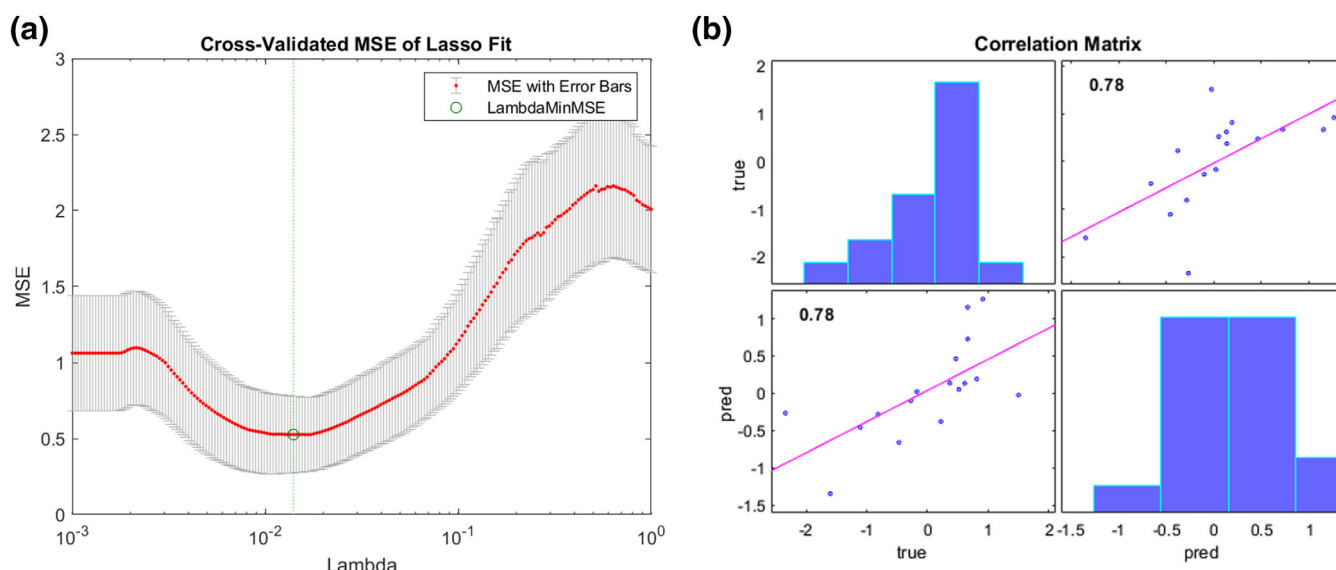 (a)
Cross-Validated MSE of Lasso Fit
MSE with Error Bars
LambdaMinMSE
3
2.5
2
1.5
1
0.5
0
MSE
10⁻³
10⁻²
10⁻¹
10⁰
Lambda
(b)
Correlation Matrix
2
1
0
-1
-2
true
0.78
1
0.5
0
-0.5
-1
-1.5
pred
0.78
-2
-1
0
1
2
true
-1.5
-1
-0.5
0
0.5
1
pred